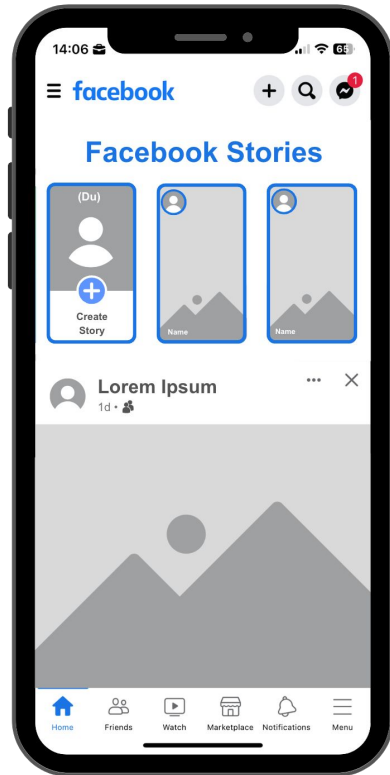 14:06
65
facebook
1
Facebook Stories
(Du)
Create
Story
Name
Name
Lorem Ipsum
1d
Home Friends Watch Marketplace Notifications Menu